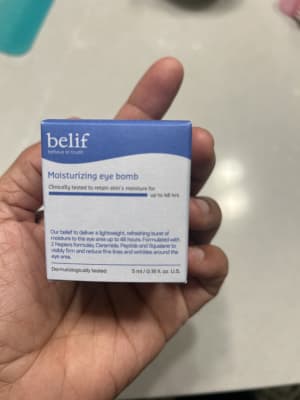 belif
believe in truth
Moisturizing eye bomb
Clinically tested to retain skin's moisture for
up to 48 hrs
Our belief to deliver a lightweight, refreshing burst of
moisture to the eye area up to 48 hours. Formulated with
3 Napiers formulas, Ceramide, Peptide and Squalane to
visibly firm and reduce fine lines and wrinkles around the
eye area.
Dermatologically tested
5 ml / 0.16 fl. oz. U.S.